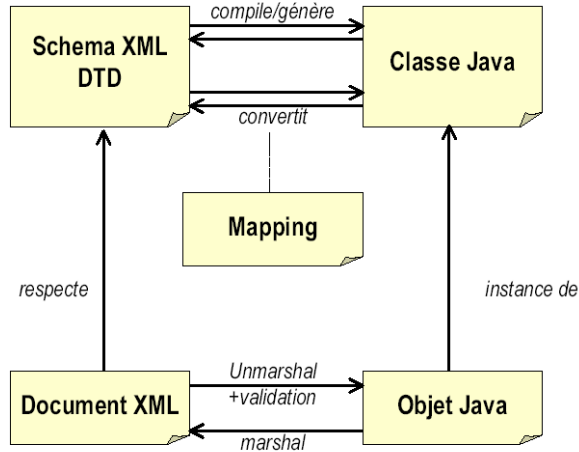 compile/génère
Schema XML
DTD
Classe Java
convertit
Mapping
respecte
instance de
Unmarshal
+validation
Document XML
Objet Java
marshal